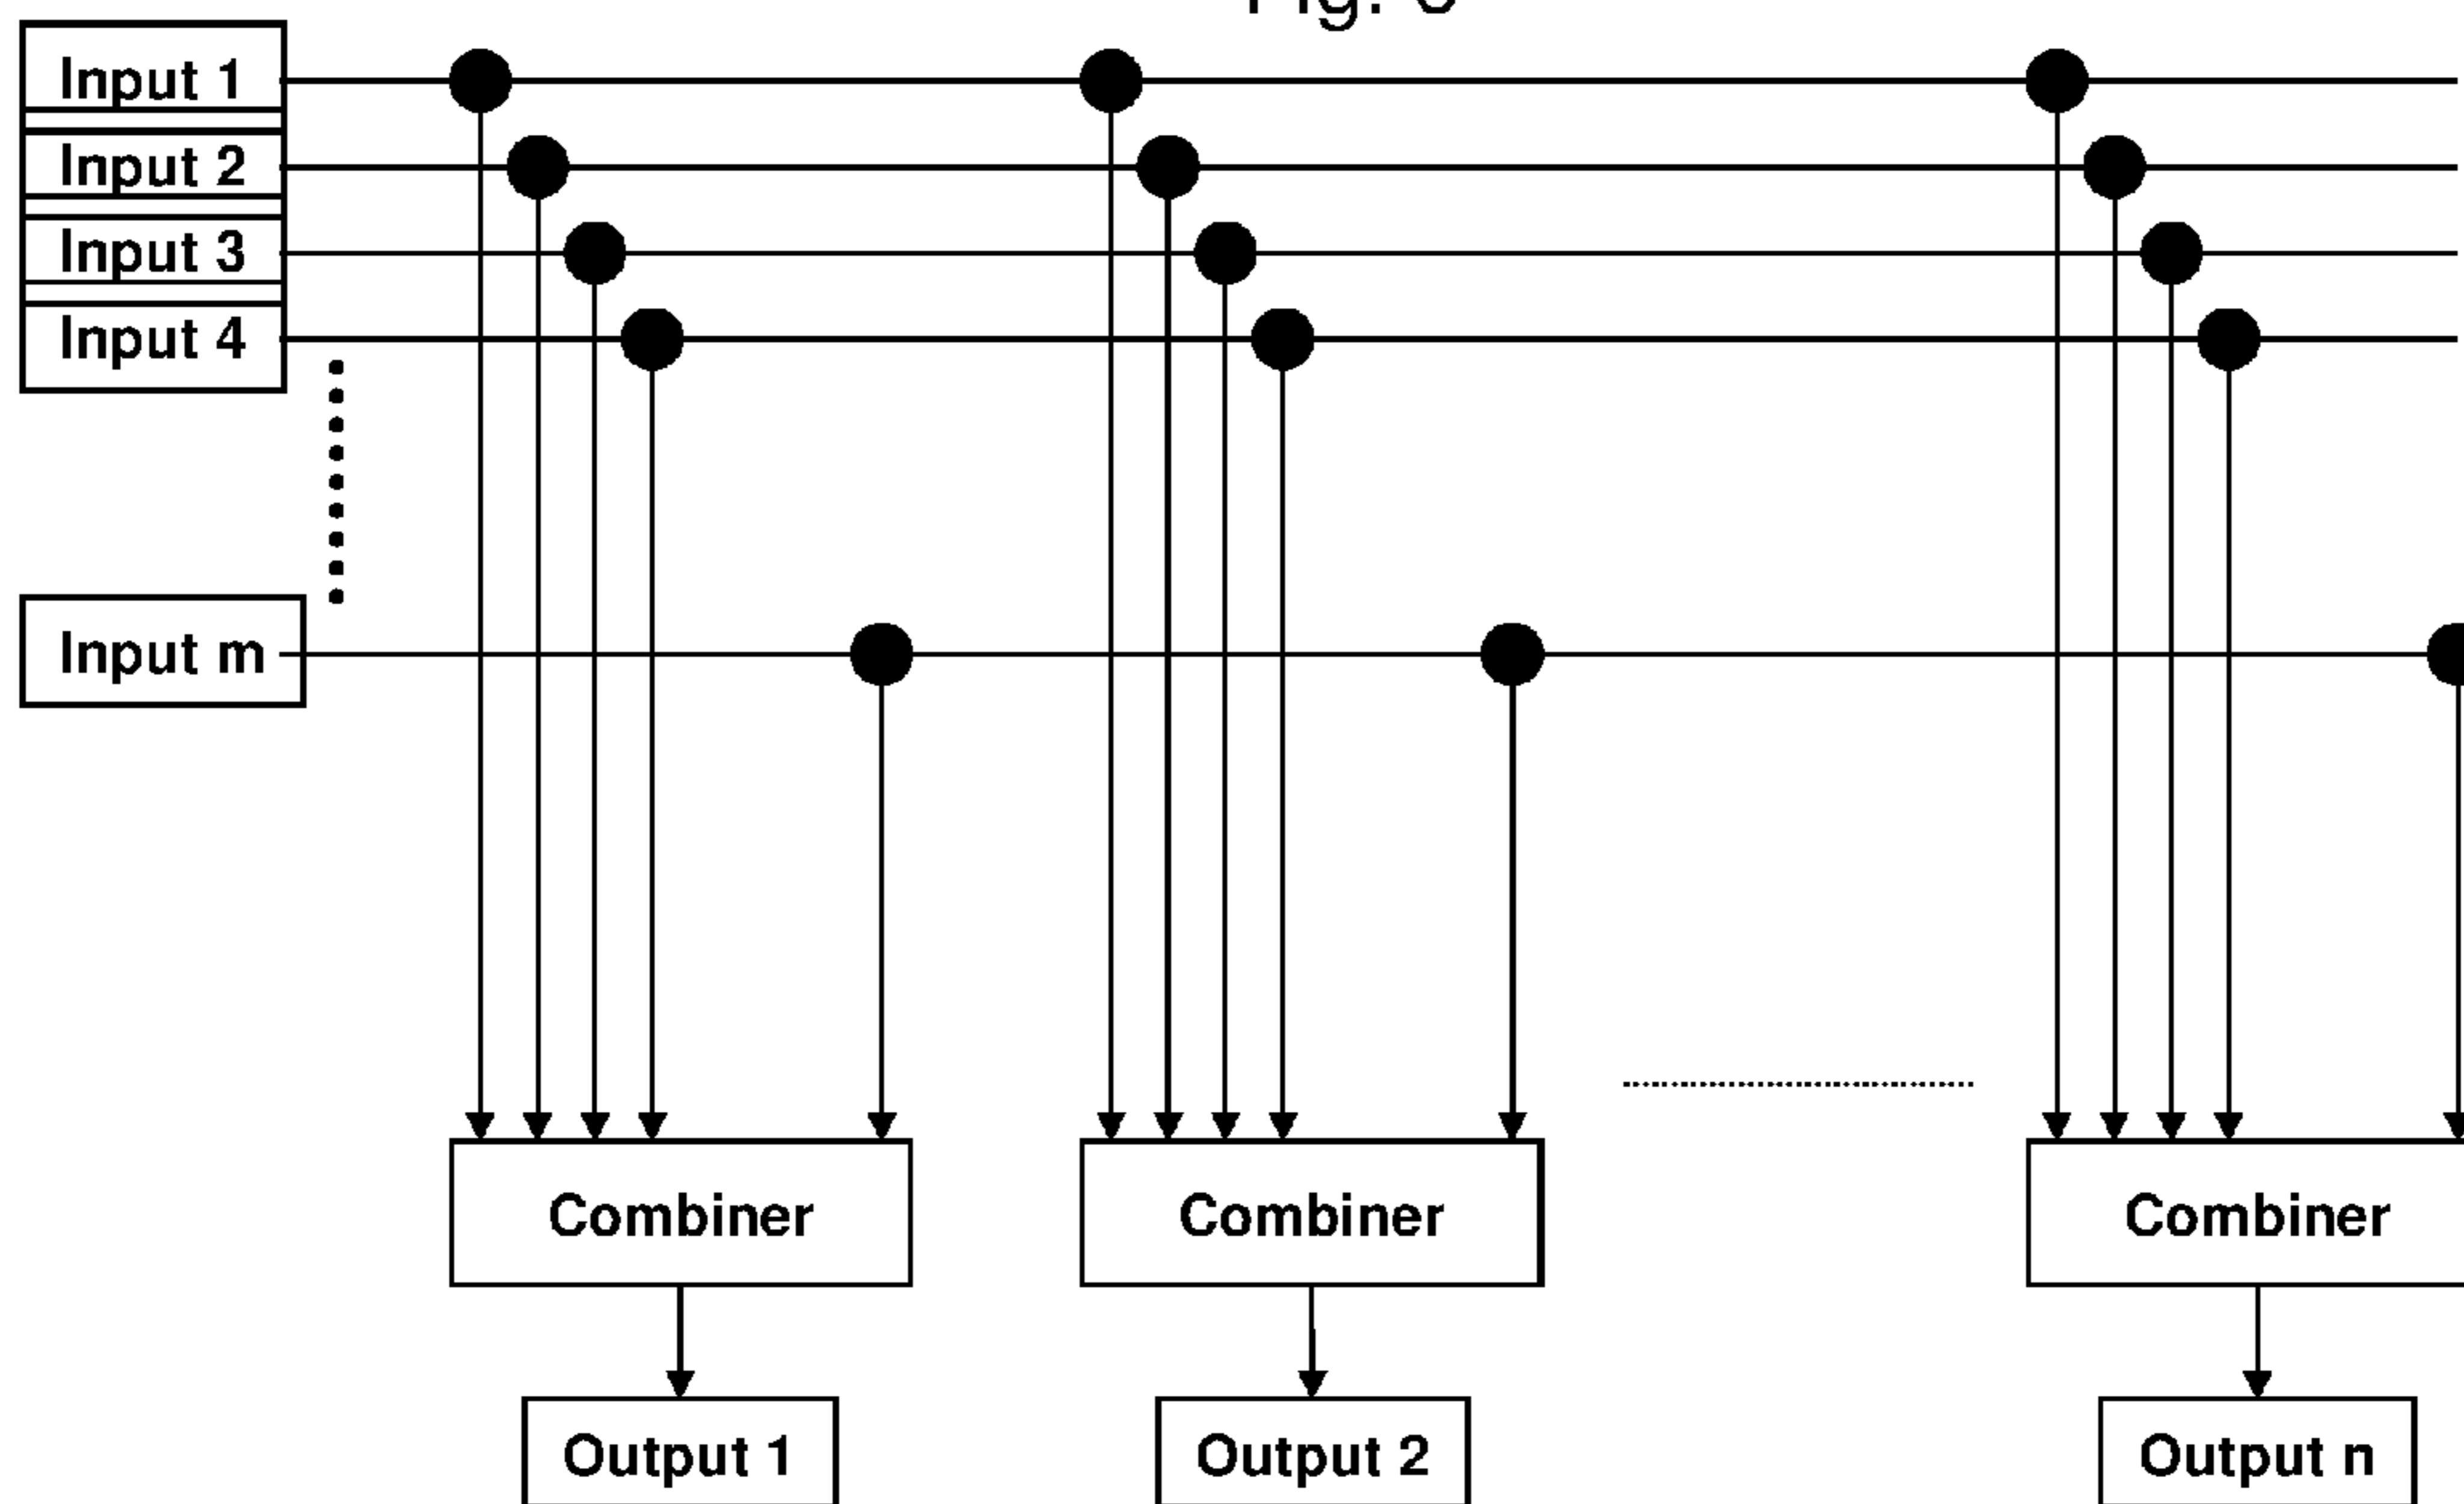 Input 1
Input 2
Input 3
Input 4
Input m
Combiner Combiner Combiner
Output 1 Output 2 Output n